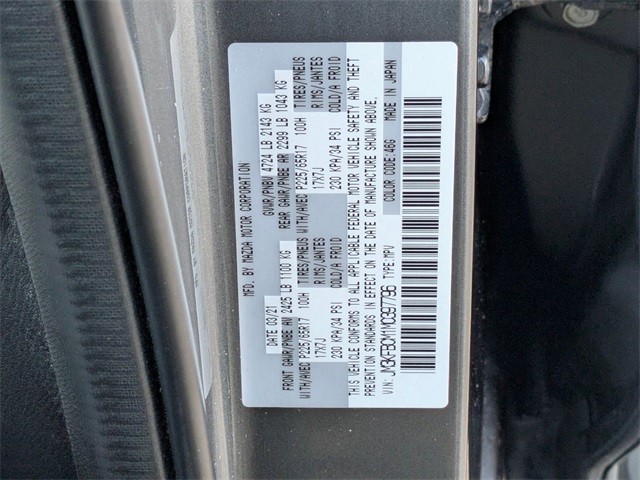 MFD. BY MAZDA MOTOR CORPORATION
DATE 03/21 GVWR/PNBV 4724 LB 2143 KG
FRONT GAWR/PNBE AV 2425 LB 1100 KG REAR GAWR/PNBE AR 2299 LB 1043 KG
WITH/AVEC TIRES/PNEUS WITH/AVEC TIRES/PNEUS
P225/65R17 100H P225/65R17 100H
RIMS/JANTES RIMS/JANTES
17X7J 17X7J
COLD/A FROID COLD/A FROID
230 KPA/34 PSI 230 KPA/34 PSI
THIS VEHICLE CONFORMS TO ALL APPLICABLE FEDERAL MOTOR VEHICLE SAFETY AND THEFT
PREVENTION STANDARDS IN EFFECT ON THE DATE OF MANUFACTURE SHOWN ABOVE.
VIN: TYPE:MPV COLOR CODE:46G MADE IN JAPAN